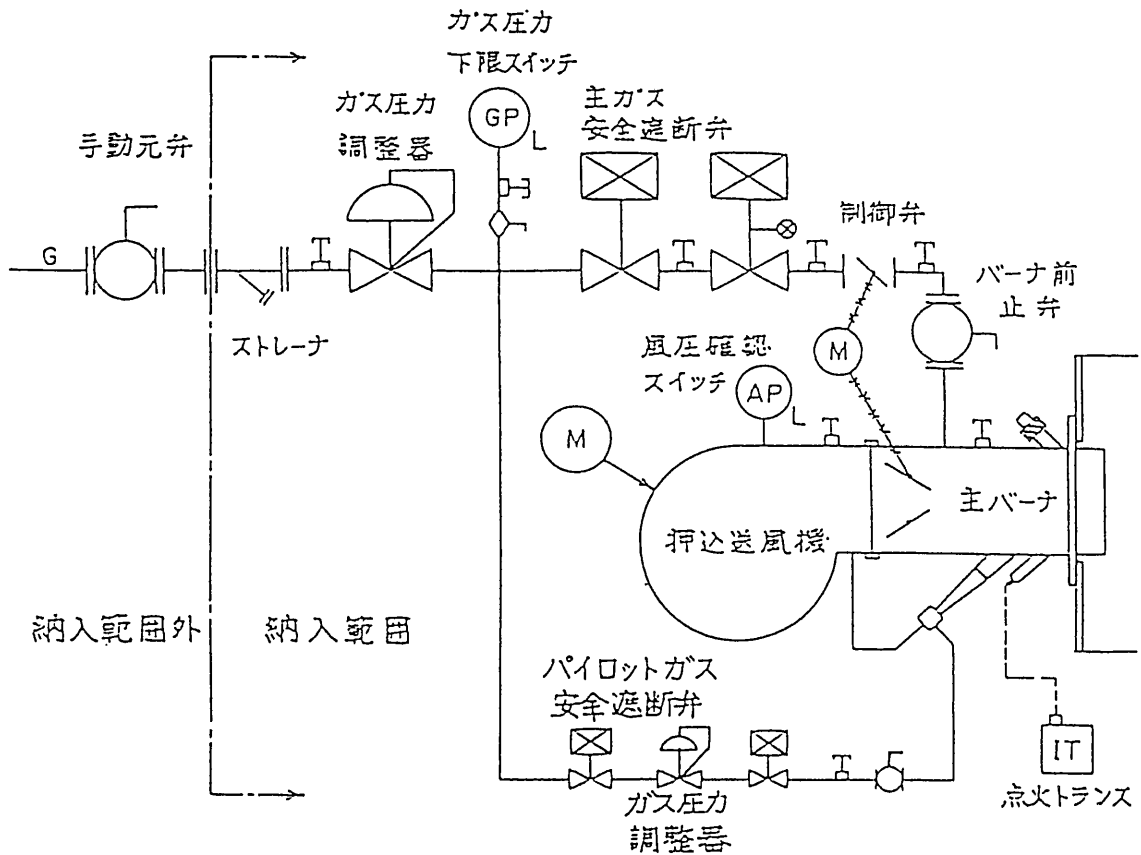 ガス圧力
下限スイッチ
GP
L
主ガス
安全遮断弁
ガス圧力
調整器
手動元弁
制御弁
G
バーナ前
止弁
ストレーナ
風圧確認
スイッチ
M
AP
L
M
主バーナ
押込送風機
納入範囲外
納入範囲
パイロットガス
安全遮断弁
IT
点火トランス
ガス圧力
調整器